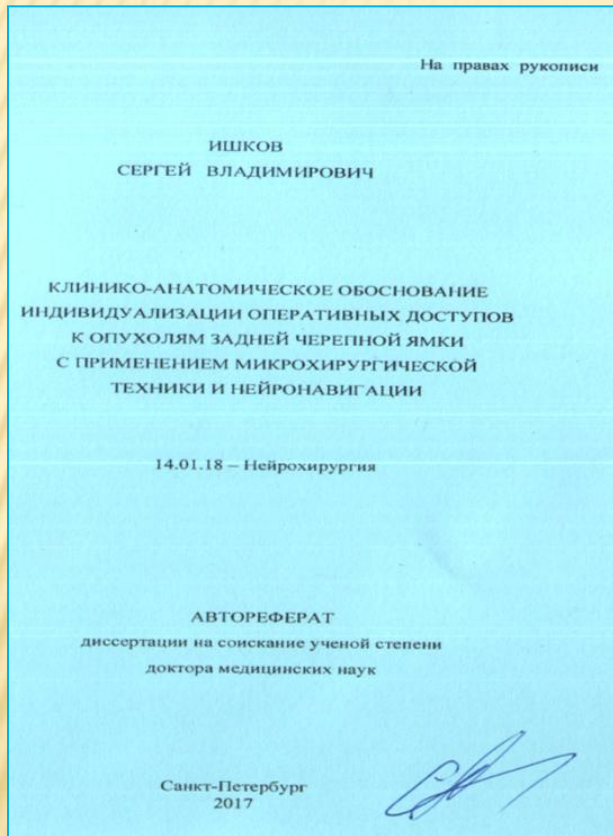 На правах рукописи
ИШКОВ
СЕРГЕЙ ВЛАДИМИРОВИЧ
КЛИНИКО-АНАТОМИЧЕСКОЕ ОБОСНОВАНИЕ
ИНДИВИДУАЛИЗАЦИИ ОПЕРАТИВНЫХ ДОСТУПОВ
К ОПУХОЛЯМ ЗАДНЕЙ ЧЕРЕПНОЙ ЯМКИ
С ПРИМЕНЕНИЕМ МИКРОХИРУРГИЧЕСКОЙ
ТЕХНИКИ И НЕЙРОНАВИГАЦИИ
14.01.18 – Нейрохирургия
АВТОРЕФЕРАТ
диссертации на соискание ученой степени
доктора медицинских наук
Санкт-Петербург
2017